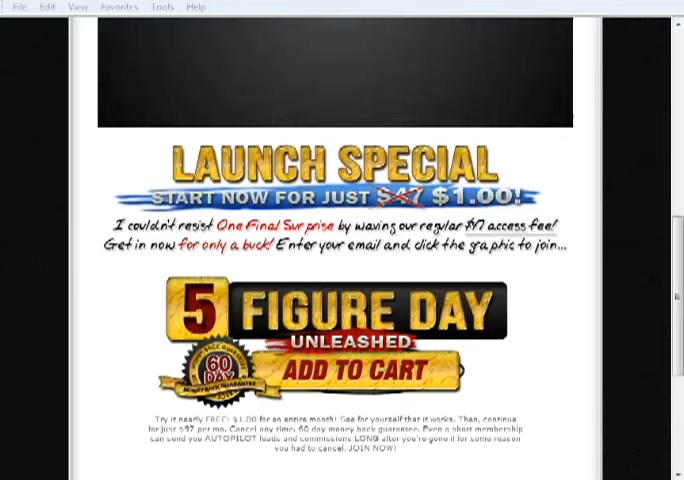 File Edit View Favorites Tools Help
LAUNCH SPECIAL
START NOW FOR JUST $47 $1.00!
I couldn't resist One Final Surprise by waving our regular $47 access fee!
Get in now for only a buck! Enter your email and click the graphic to join...
5 FIGURE DAY
UNLEASHED
60 DAY
MONEY BACK GUARANTEE
ADD TO CART
Try it nearly FREE: $1.00 for an entire month! See for yourself that it works. Then, continue
for just $97 per mo. Cancel any time. 60 day money back guarantee. Even a short membership
can send you AUTOPILOT leads and commissions LONG after you're gone if for some reason
you had to cancel. JOIN NOW!